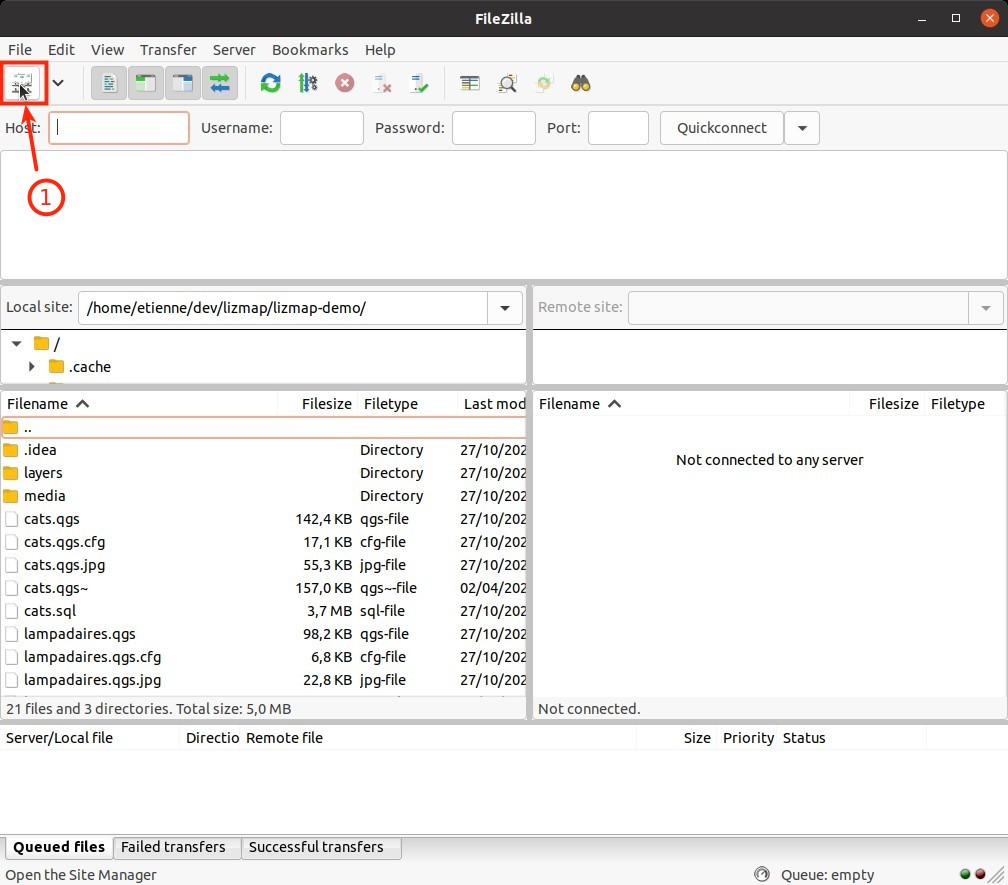 FileZilla
File Edit View Transfer Server Bookmarks Help
Host: Username: Password: Port: Quickconnect
1
Local site: /home/etienne/dev/lizmap/lizmap-demo/ Remote site:
/
.cache
Filename Filesize Filetype Last mod Filename Filesize Filetype
..
.idea Directory 27/10/202
layers Directory 27/10/202
media Directory 27/10/202
cats.qgs 142,4 KB qgs-file 27/10/202
cats.qgs.cfg 17,1 KB cfg-file 27/10/202
cats.qgs.jpg 55,3 KB jpg-file 27/10/202
cats.qgs~ 157,0 KB qgs~-file 02/04/202
cats.sql 3,7 MB sql-file 27/10/202
lampadaires.qgs 98,2 KB qgs-file 27/10/202
lampadaires.qgs.cfg 6,8 KB cfg-file 27/10/202
lampadaires.qgs.jpg 22,8 KB jpg-file 27/10/202
Not connected to any server
21 files and 3 directories. Total size: 5,0 MB Not connected.
Server/Local file Directio Remote file Size Priority Status
Queued files Failed transfers Successful transfers
Open the Site Manager Queue: empty